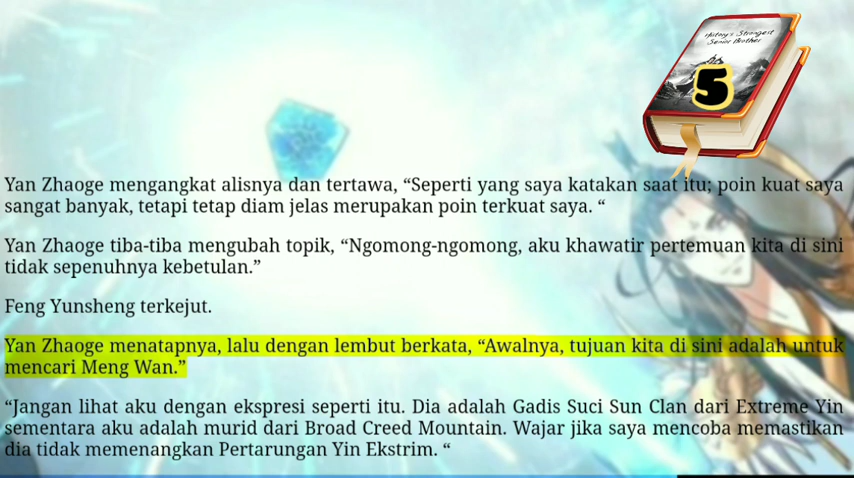 History's Strongest
Senior Brother
5
Yan Zhaoge mengangkat alisnya dan tertawa, “Seperti yang saya katakan saat itu; poin kuat saya
sangat banyak, tetapi tetap diam jelas merupakan poin terkuat saya. “
Yan Zhaoge tiba-tiba mengubah topik, “Ngomong-ngomong, aku khawatir pertemuan kita di sini
tidak sepenuhnya kebetulan.”
Feng Yunsheng terkejut.
Yan Zhaoge menatapnya, lalu dengan lembut berkata, “Awalnya, tujuan kita di sini adalah untuk
mencari Meng Wan.”
“Jangan lihat aku dengan ekspresi seperti itu. Dia adalah Gadis Suci Sun Clan dari Extreme Yin
sementara aku adalah murid dari Broad Creed Mountain. Wajar jika saya mencoba memastikan
dia tidak memenangkan Pertarungan Yin Ekstrim. “